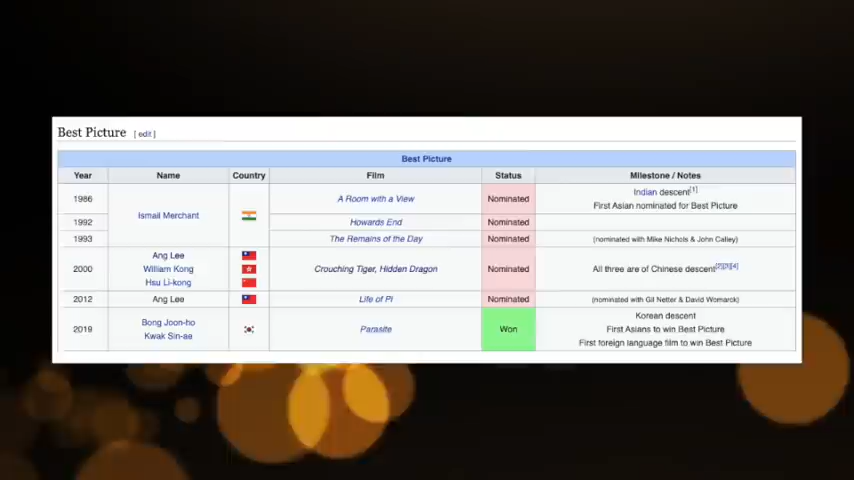 Best Picture [ edit ]
Best Picture
Year Name Country Film Status Milestone / Notes
1986 Ismail Merchant A Room with a View Nominated Indian descent[1]
First Asian nominated for Best Picture
1992 Howards End Nominated
1993 The Remains of the Day Nominated (nominated with Mike Nichols & John Calley)
2000 Ang Lee
William Kong
Hsu Li-kong Crouching Tiger, Hidden Dragon Nominated All three are of Chinese descent[2][3][4]
2012 Ang Lee Life of Pi Nominated (nominated with Gil Netter & David Womarck)
2019 Bong Joon-ho
Kwak Sin-ae Parasite Won Korean descent
First Asians to win Best Picture
First foreign language film to win Best Picture